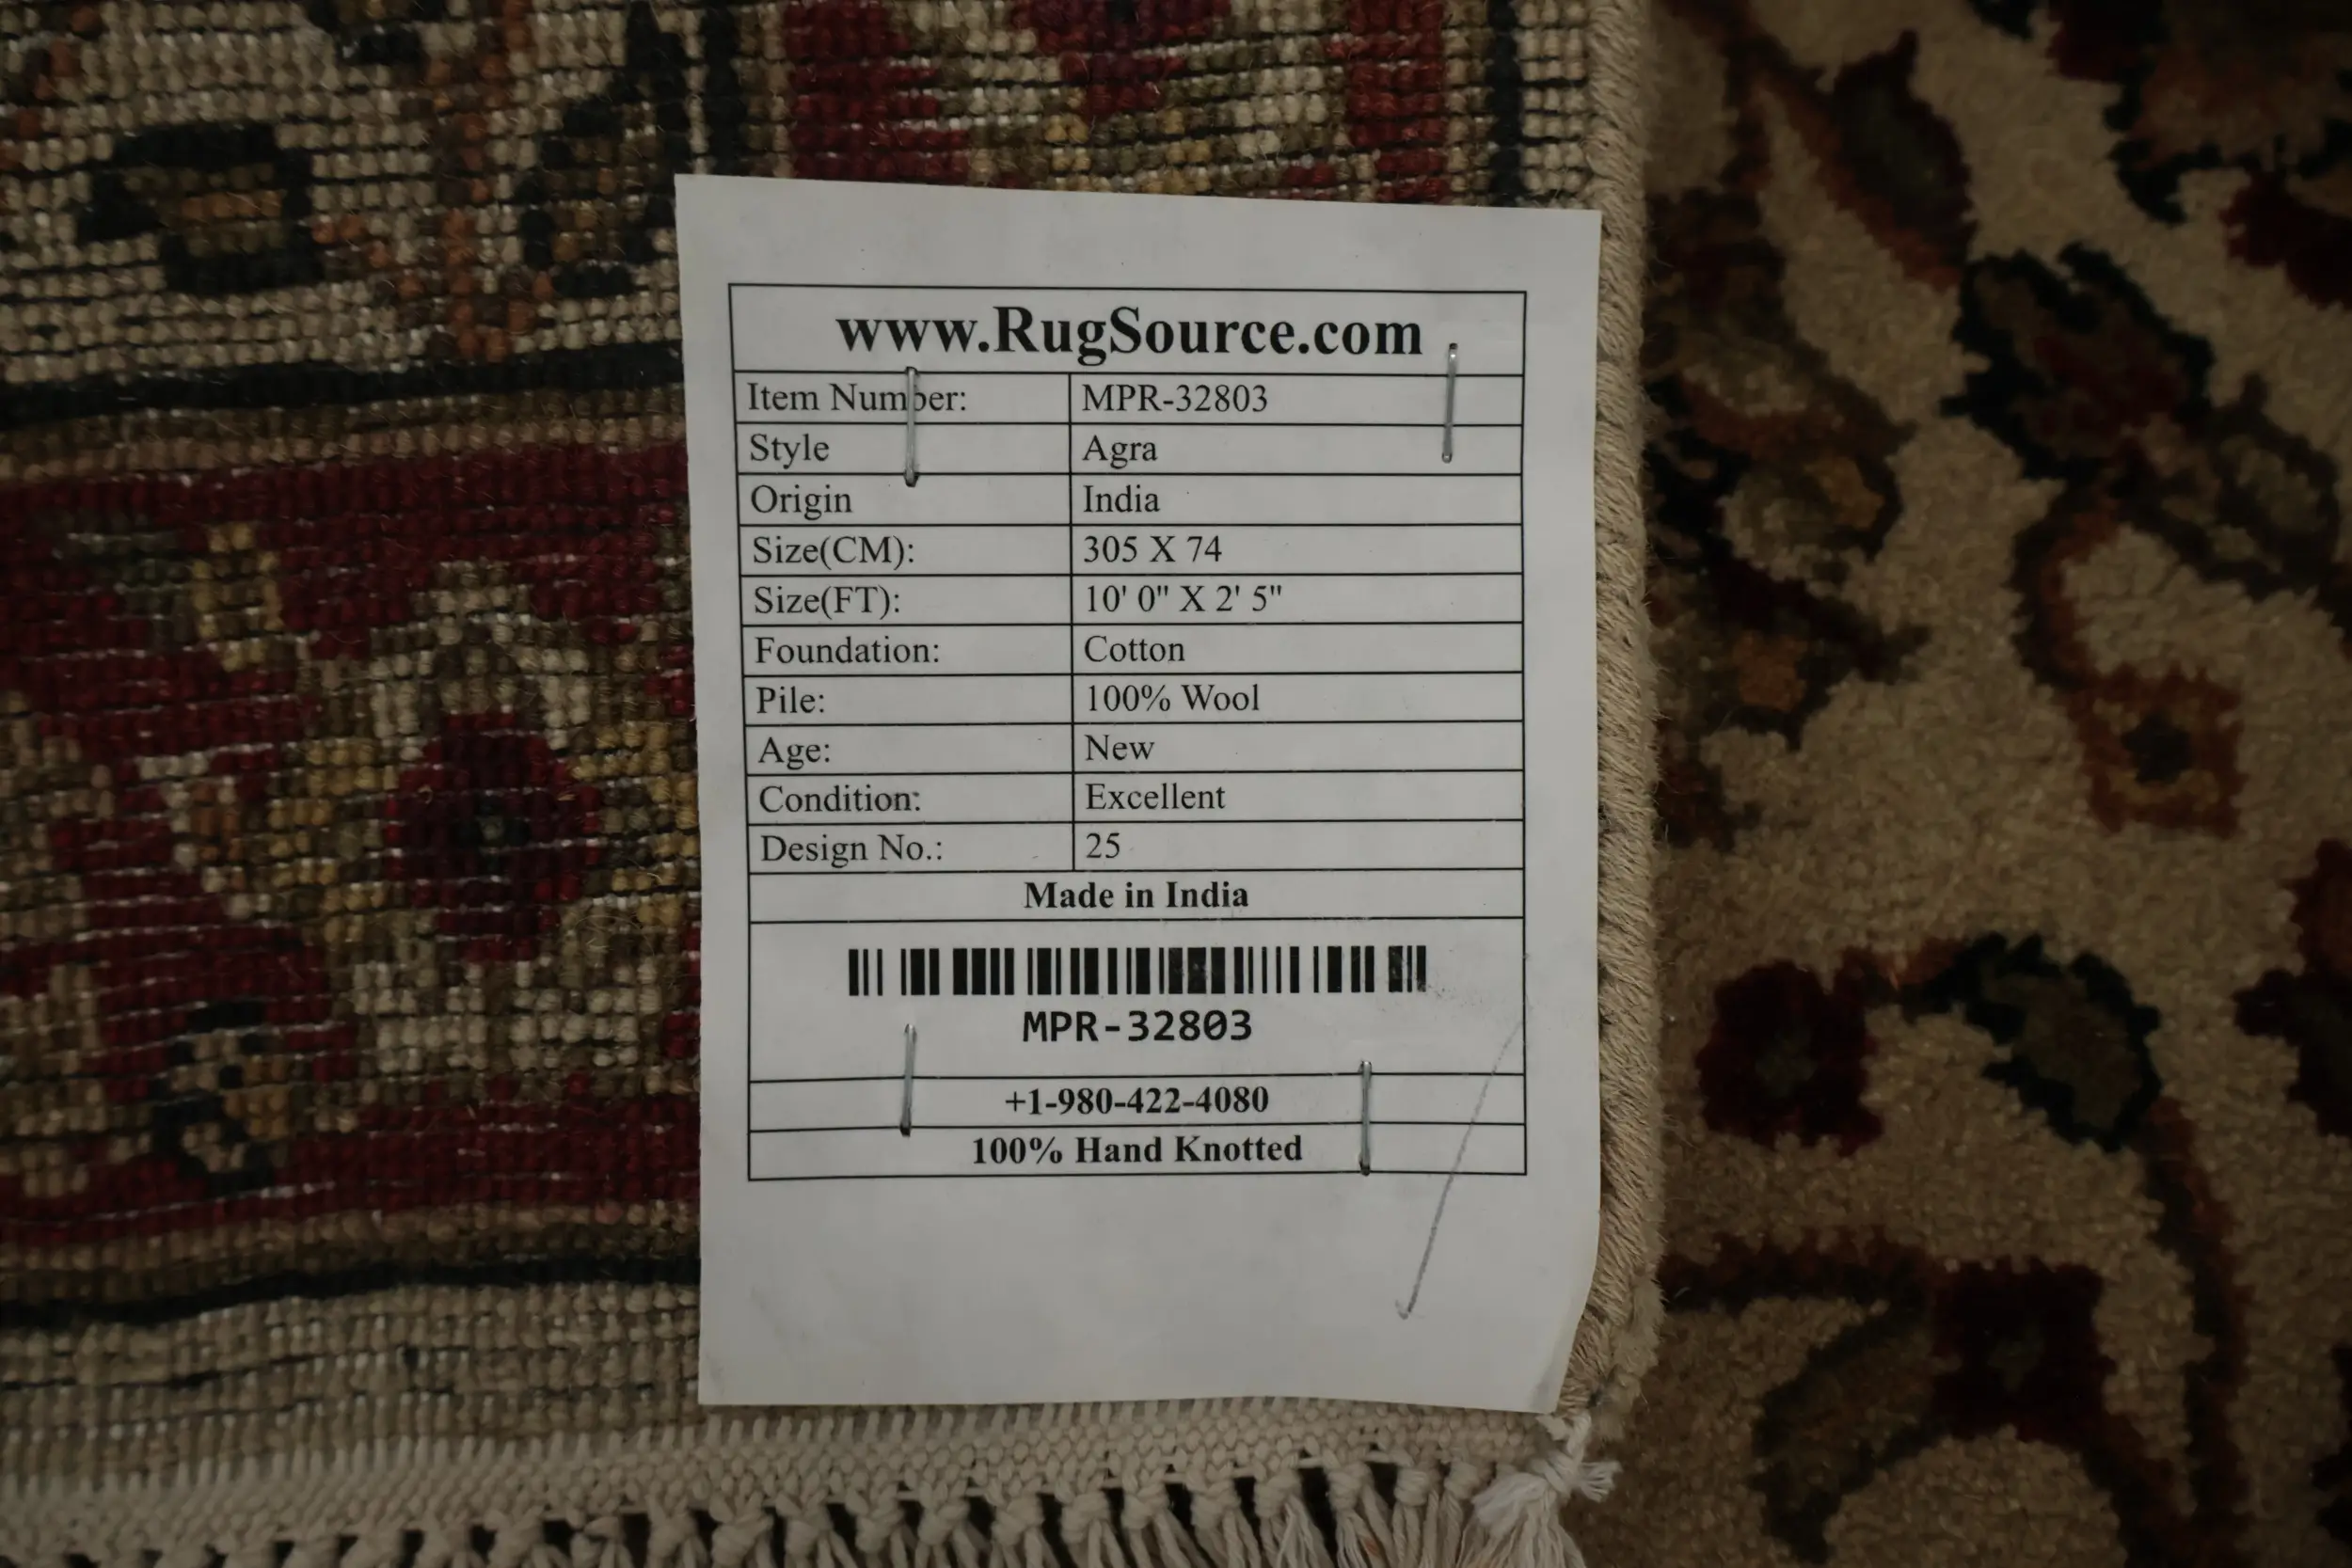 www.RugSource.com
Item Number: MPR-32803
Style Agra
Origin India
Size(CM): 305 X 74
Size(FT): 10' 0" X 2' 5"
Foundation: Cotton
Pile: 100% Wool
Age: New
Condition: Excellent
Design No.: 25
Made in India
MPR-32803
+1-980-422-4080
100% Hand Knotted